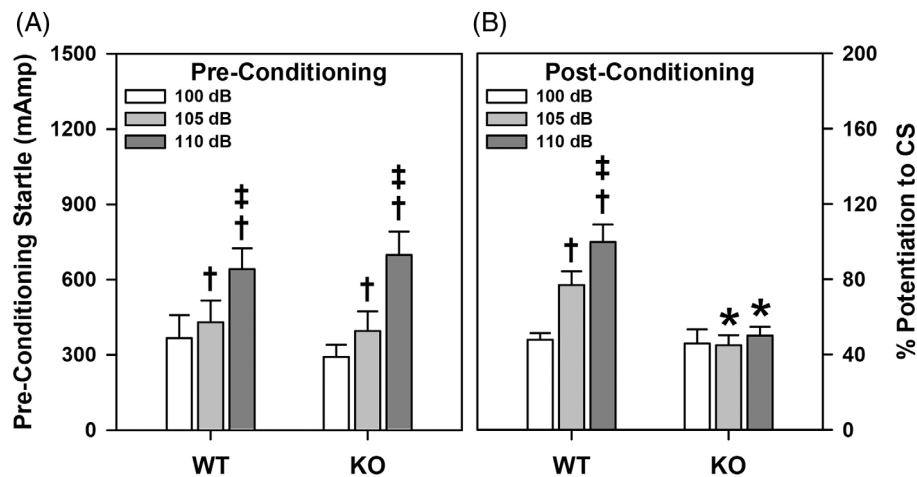 (A)
Pre-Conditioning Startle (mAmp)
1500
1200
900
600
300
0
Pre-Conditioning
100 dB
105 dB
110 dB
†
‡
†
†
‡
†
WT
KO
(B)
Post-Conditioning
100 dB
105 dB
110 dB
†
‡
†
*
*
WT
KO
200
160
120
80
40
0
% Potentiation to CS